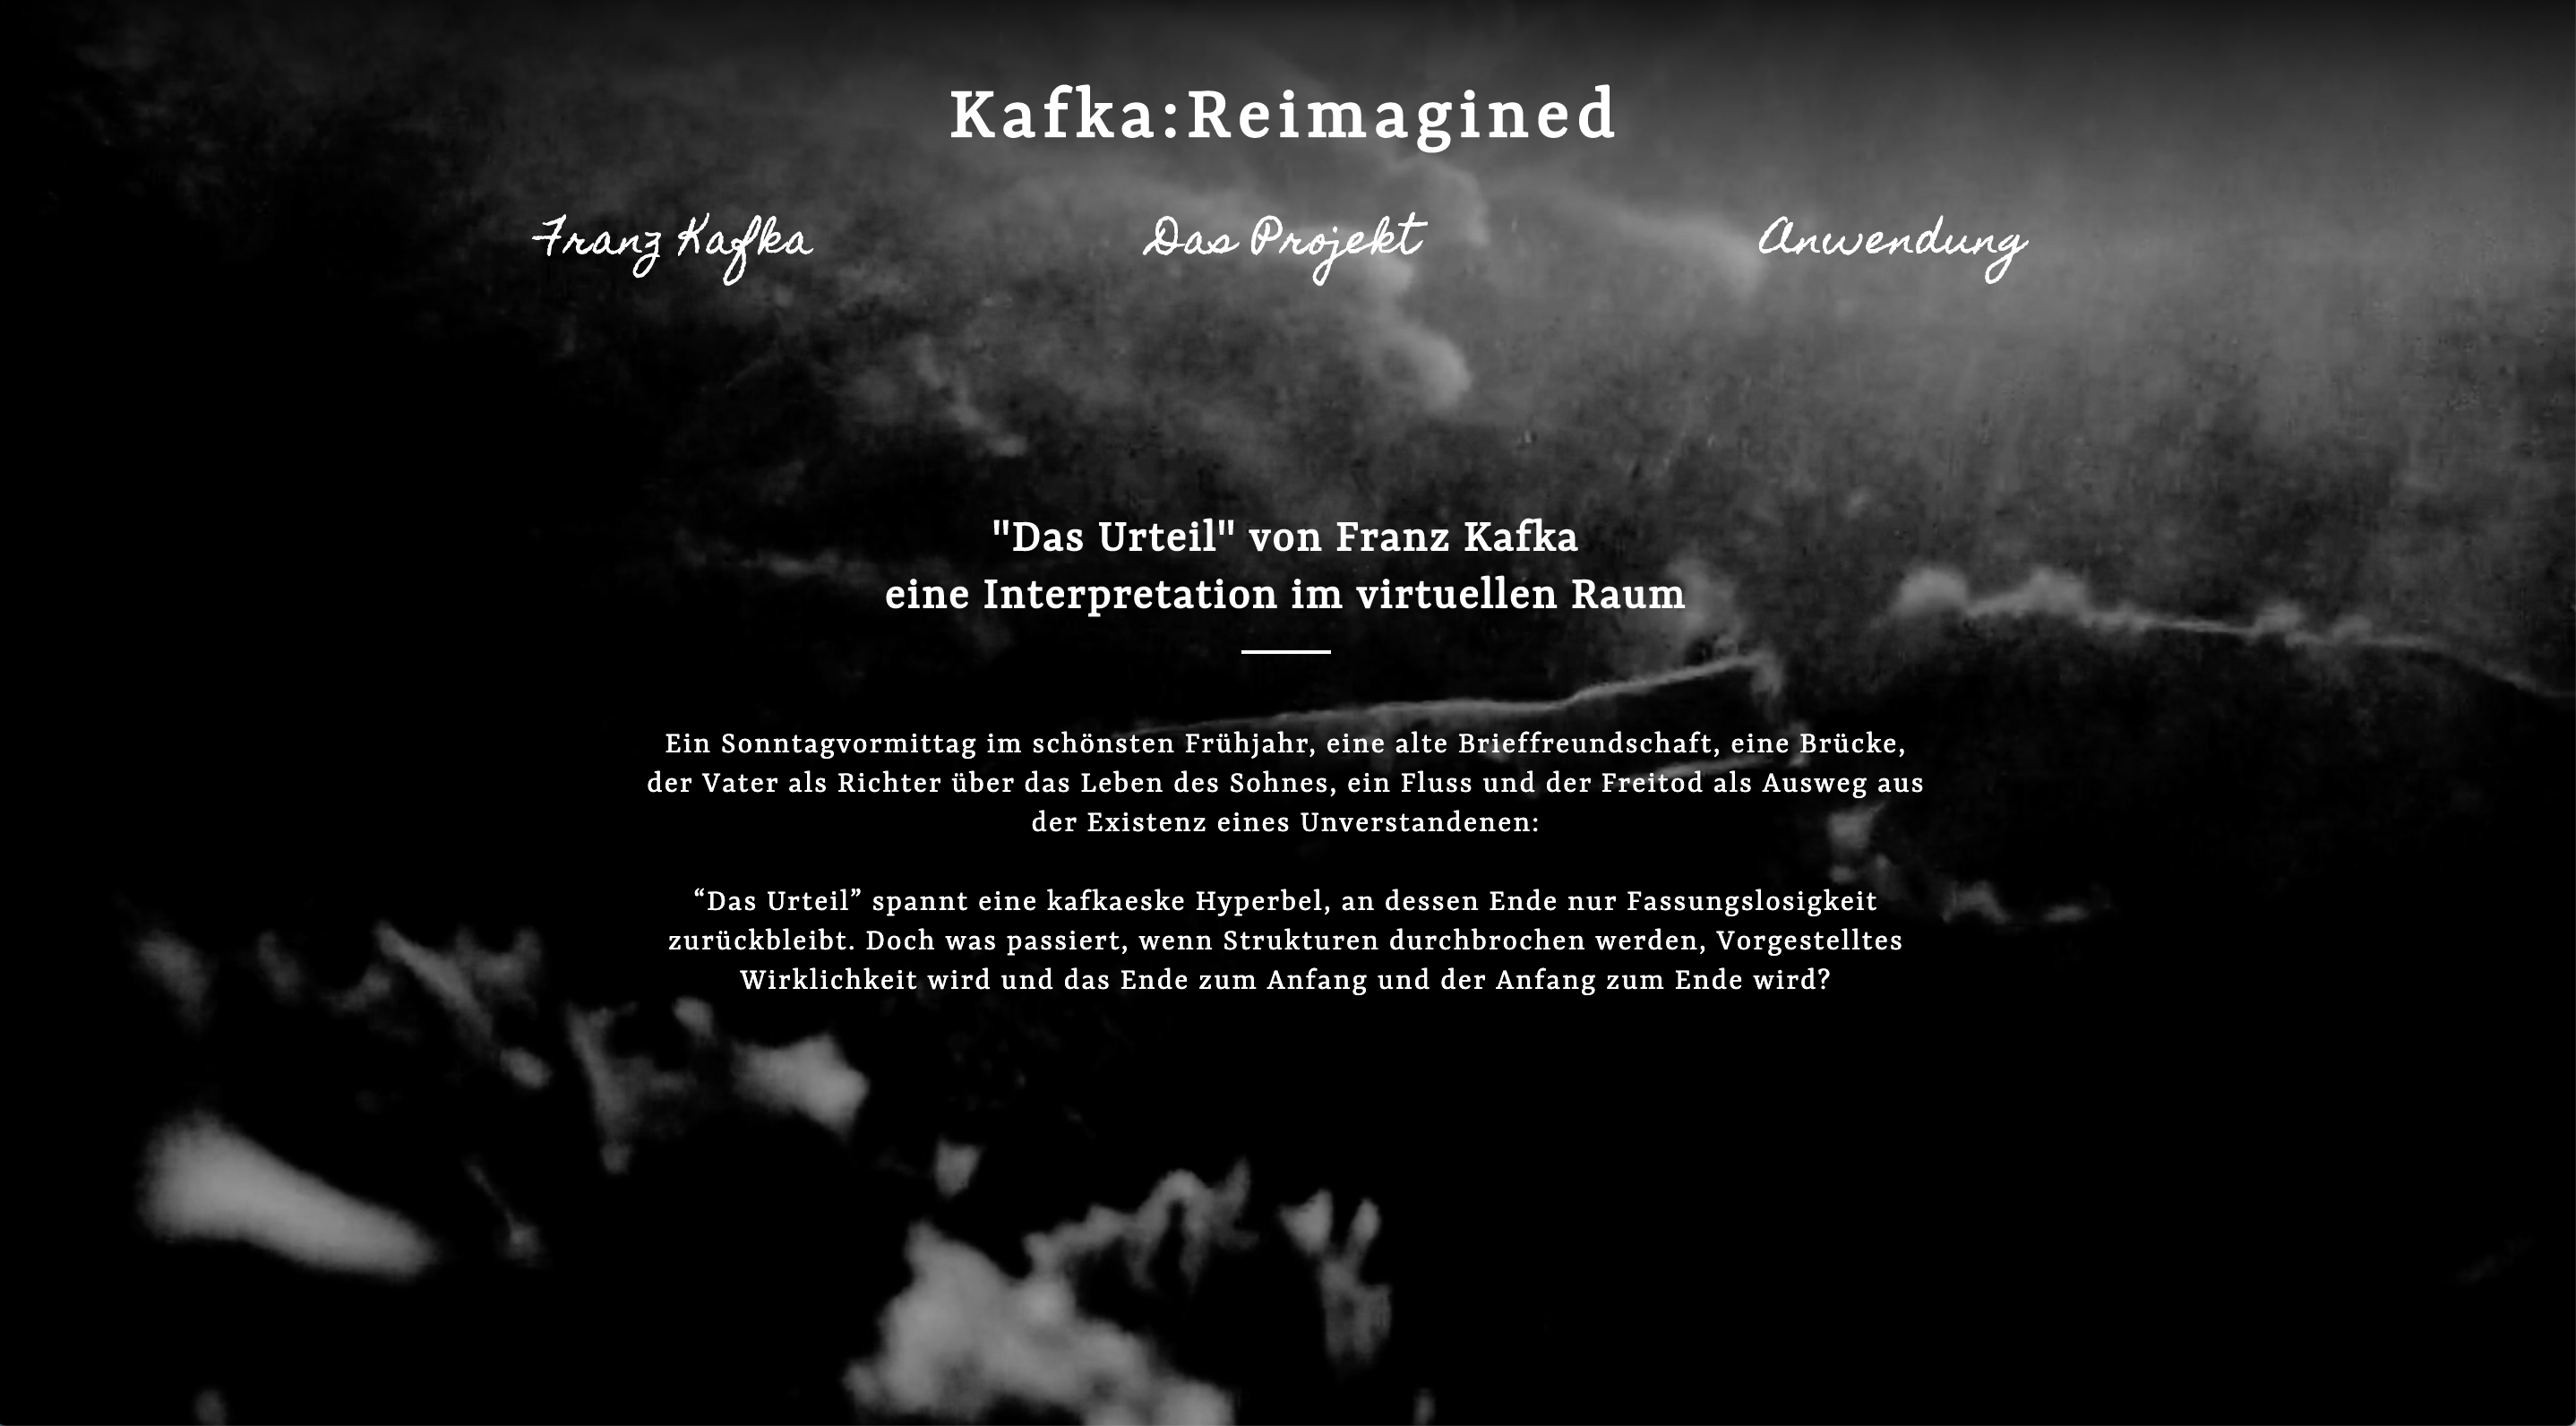 Kafka:Reimagined
Franz Kafka
Das Projekt
Anwendung
"Das Urteil" von Franz Kafka
eine Interpretation im virtuellen Raum
Ein Sonntagvormittag im schönsten Frühjahr, eine alte Brieffreundschaft, eine Brücke,
der Vater als Richter über das Leben des Sohnes, ein Fluss und der Freitod als Ausweg aus
der Existenz eines Unverstandenen:
“Das Urteil” spannt eine kafkaeske Hyperbel, an dessen Ende nur Fassungslosigkeit
zurückbleibt. Doch was passiert, wenn Strukturen durchbrochen werden, Vorgestelltes
Wirklichkeit wird und das Ende zum Anfang und der Anfang zum Ende wird?